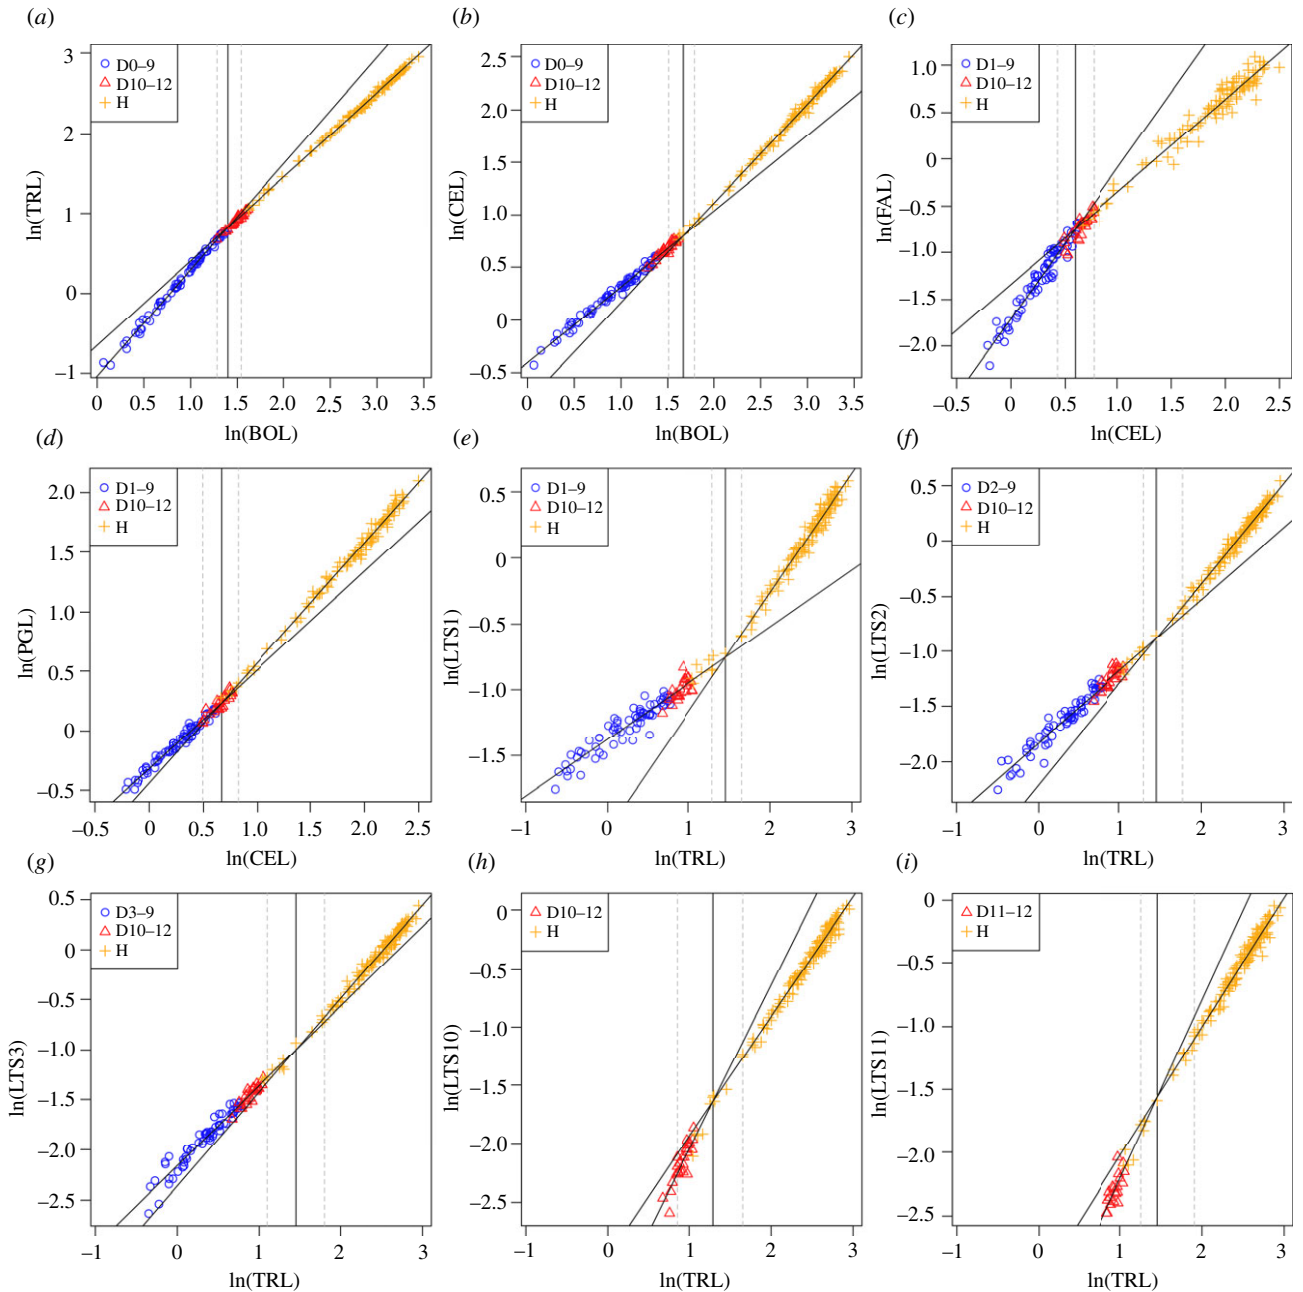 (a)
ln(TRL)
3
2
1
0
−1
D0–9
D10–12
H
0 0.5 1.0 1.5 2.0 2.5 3.0 3.5
ln(BOL)
(b)
ln(CEL)
2.5
2.0
1.5
1.0
0.5
0
−0.5
D0–9
D10–12
H
0 0.5 1.0 1.5 2.0 2.5 3.0 3.5
ln(BOL)
(c)
ln(FAL)
1.0
0.5
0
−0.5
−1.0
−1.5
−2.0
D1–9
D10–12
H
−0.5 0 0.5 1.0 1.5 2.0 2.5
ln(CEL)
(d)
ln(PGL)
2.0
1.5
1.0
0.5
0
−0.5
D1–9
D10–12
H
−0.5 0 0.5 1.0 1.5 2.0 2.5
ln(CEL)
(e)
ln(LTS1)
0.5
0
−0.5
−1.0
−1.5
D1–9
D10–12
H
−1 0 1 2 3
ln(TRL)
(f)
ln(LTS2)
0.5
0
−0.5
−1.0
−1.5
−2.0
D2–9
D10–12
H
−1 0 1 2 3
ln(TRL)
(g)
ln(LTS3)
0.5
0
−0.5
−1.0
−1.5
−2.0
−2.5
D3–9
D10–12
H
−1 0 1 2 3
ln(TRL)
(h)
ln(LTS10)
0
−0.5
−1.0
−1.5
−2.0
−2.5
D10–12
H
−1 0 1 2 3
ln(TRL)
(i)
ln(LTS11)
0
−0.5
−1.0
−1.5
−2.0
−2.5
D11–12
H
−1 0 1 2 3
ln(TRL)